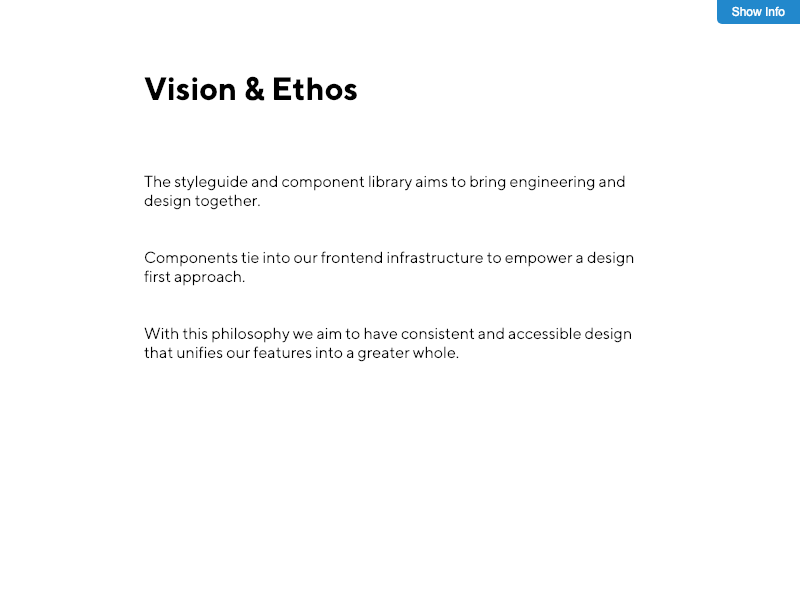 Show Info
Vision & Ethos
The styleguide and component library aims to bring engineering and
design together.
Components tie into our frontend infrastructure to empower a design
first approach.
With this philosophy we aim to have consistent and accessible design
that unifies our features into a greater whole.